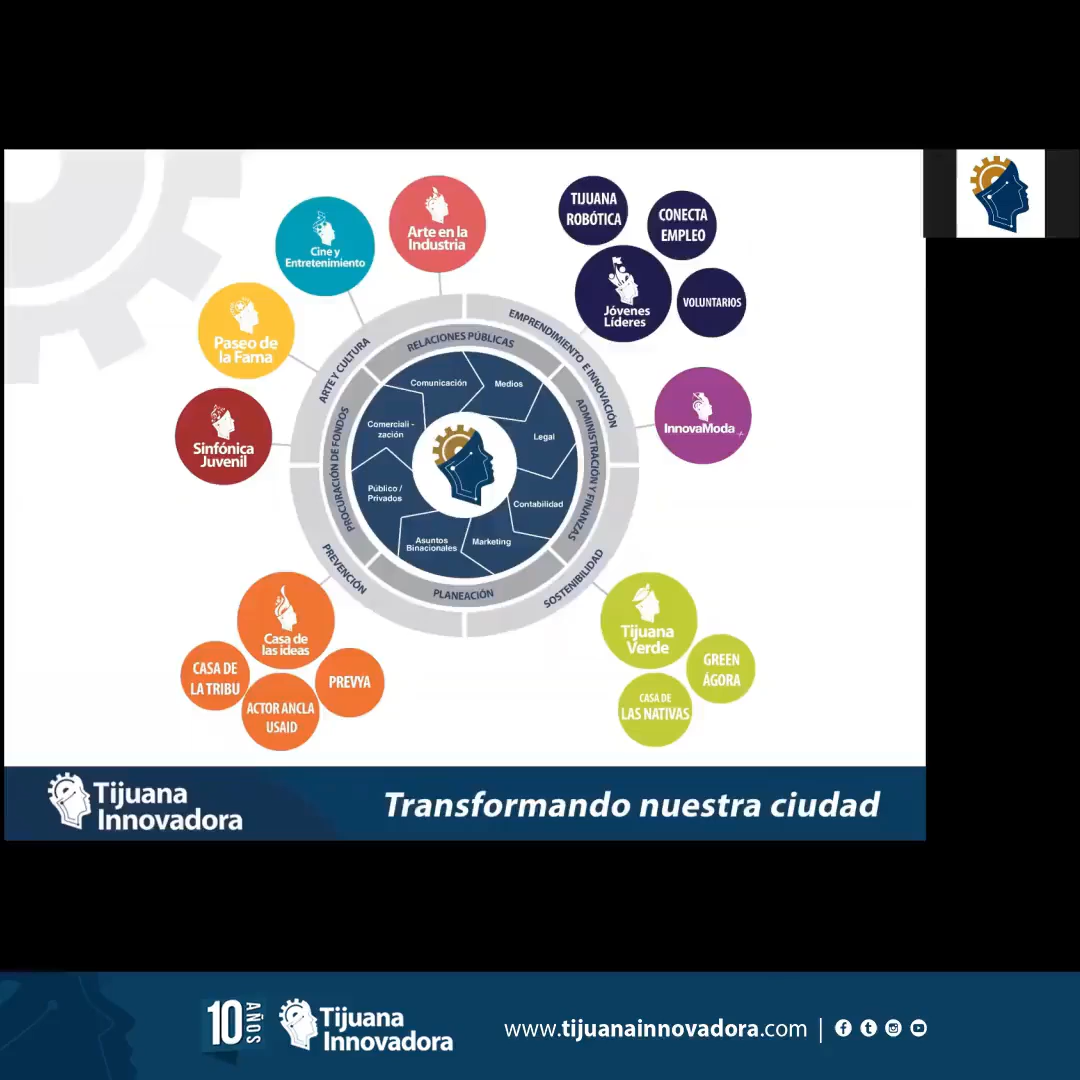 Cine y
Entretenimiento
Arte en la
Industria
TIJUANA
ROBÓTICA
CONECTA
EMPLEO
Jóvenes
Líderes
VOLUNTARIOS
Paseo de
la Fama
Sinfónica
Juvenil
InnovaModa
ARTE Y CULTURA
EMPRENDIMIENTO E INNOVACIÓN
RELACIONES PÚBLICAS
PROCURACIÓN DE FONDOS
ADMINISTRACIÓN Y FINANZAS
Comunicación
Medios
Comerciali -
zación
Legal
Público /
Privados
Contabilidad
Asuntos
Binacionales
Marketing
PLANEACIÓN
PREVENCIÓN
SOSTENIBILIDAD
Casa de
las ideas
CASA DE
LA TRIBU
ACTOR ANCLA
USAID
PREVYA
Tijuana
Verde
GREEN
ÁGORA
CASA DE
LAS NATIVAS
Tijuana
Innovadora
Transformando nuestra ciudad
10 AÑOS
Tijuana
Innovadora
www.tijuanainnovadora.com |